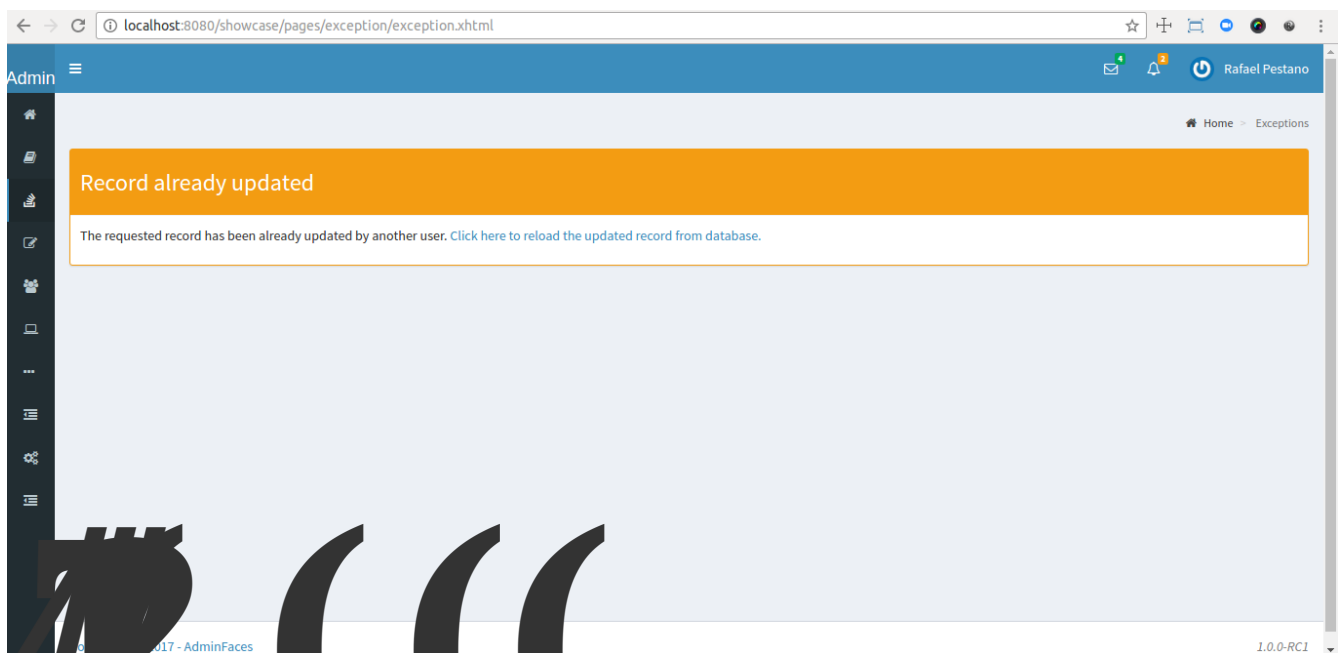 localhost:8080/showcase/pages/exception/exception.xhtml
Admin
4
2
Rafael Pestano
Home > Exceptions
Record already updated
The requested record has been already updated by another user. Click here to reload the updated record from database.
017 - AdminFaces
1.0.0-RC1